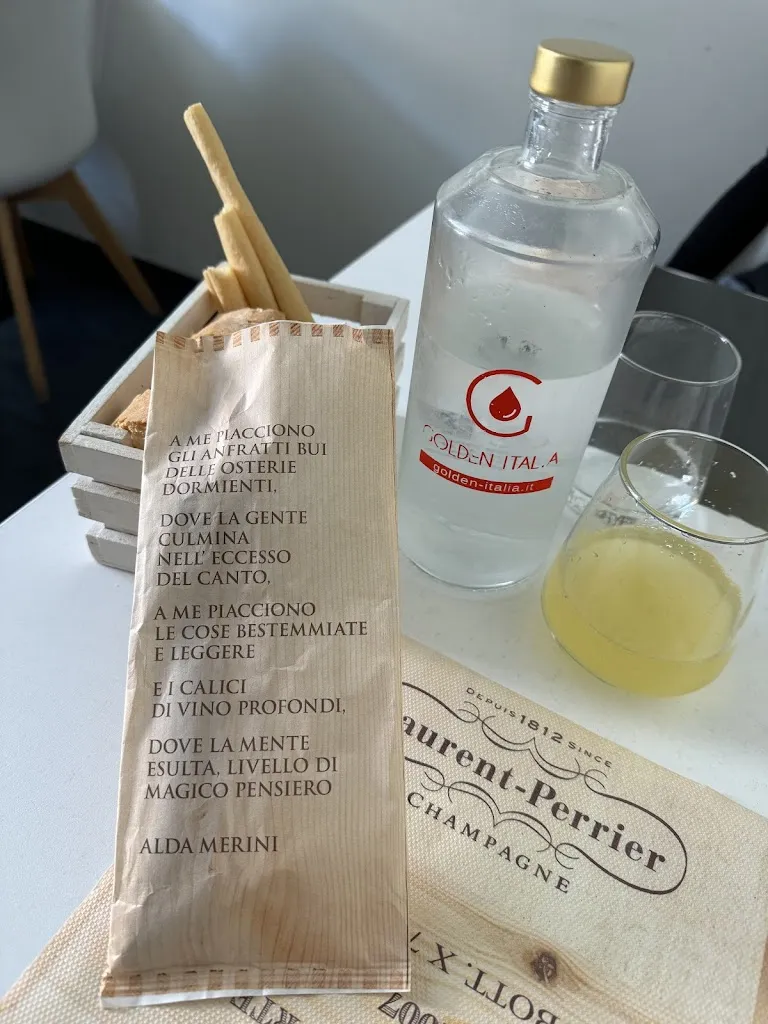 A ME PIACCIONO
GLI ANFRATTI BUI
DELLE OSTERIE
DORMIENTI,
DOVE LA GENTE
CULMINA
NELL' ECCESSO
DEL CANTO,
A ME PIACCIONO
LE COSE BESTEMMIATE
E LEGGERE
E I CALICI
DI VINO PROFONDI,
DOVE LA MENTE
ESULTA, LIVELLO DI
MAGICO PENSIERO
ALDA MERINI
GOLDEN ITALIA
golden-italia.it
DEPUIS 1812 SINCE
aurent-Perrier
CHAMPAGNE
BOTT. X 7